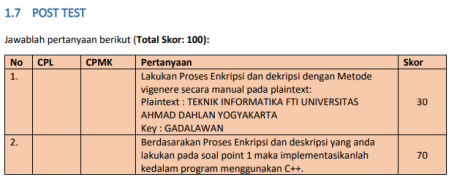 1.7 POST TEST
Jawablah pertanyaan berikut (Total Skor: 100):
No CPL CPMK Pertanyaan Skor
1. Lakukan Proses Enkripsi dan dekripsi dengan Metode
vigenere secara manual pada plaintext:
Plaintext : TEKNIK INFORMATIKA FTI UNIVERSITAS
AHMAD DAHLAN YOGYAKARTA
Key : GADALAWAN
30
2. Berdasarakan Proses Enkripsi dan deskripsi yang anda
lakukan pada soal point 1 maka implementasikanlah
kedalam program menggunakan C++.
70